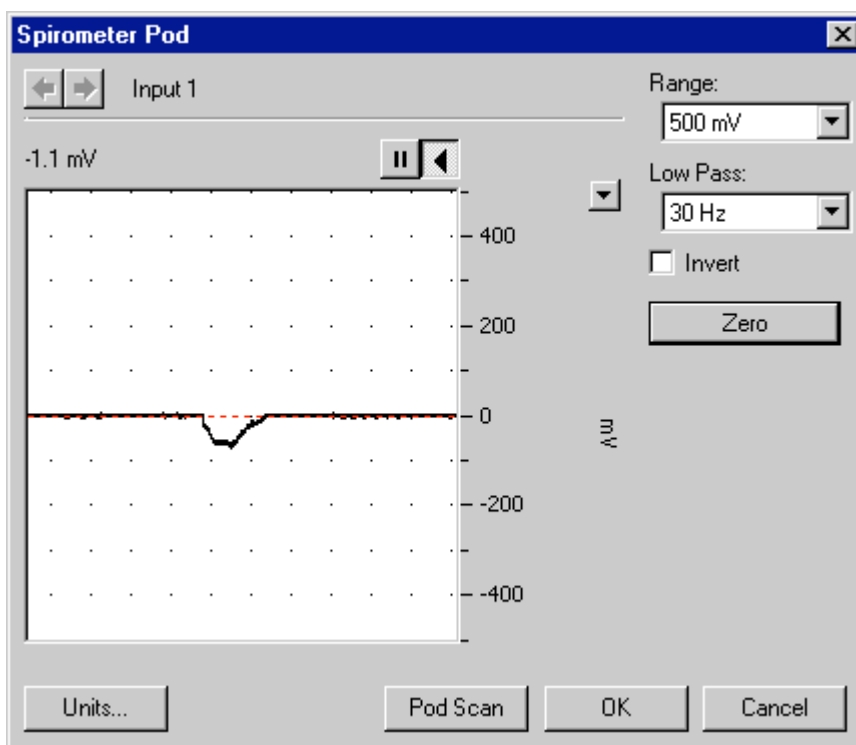 Spirometer Pod
Input 1
Range:
500 mV
-1.1 mV
Low Pass:
30 Hz
400
Invert
Zero
200
0
mV
-200
-400
Units...
Pod Scan
OK
Cancel